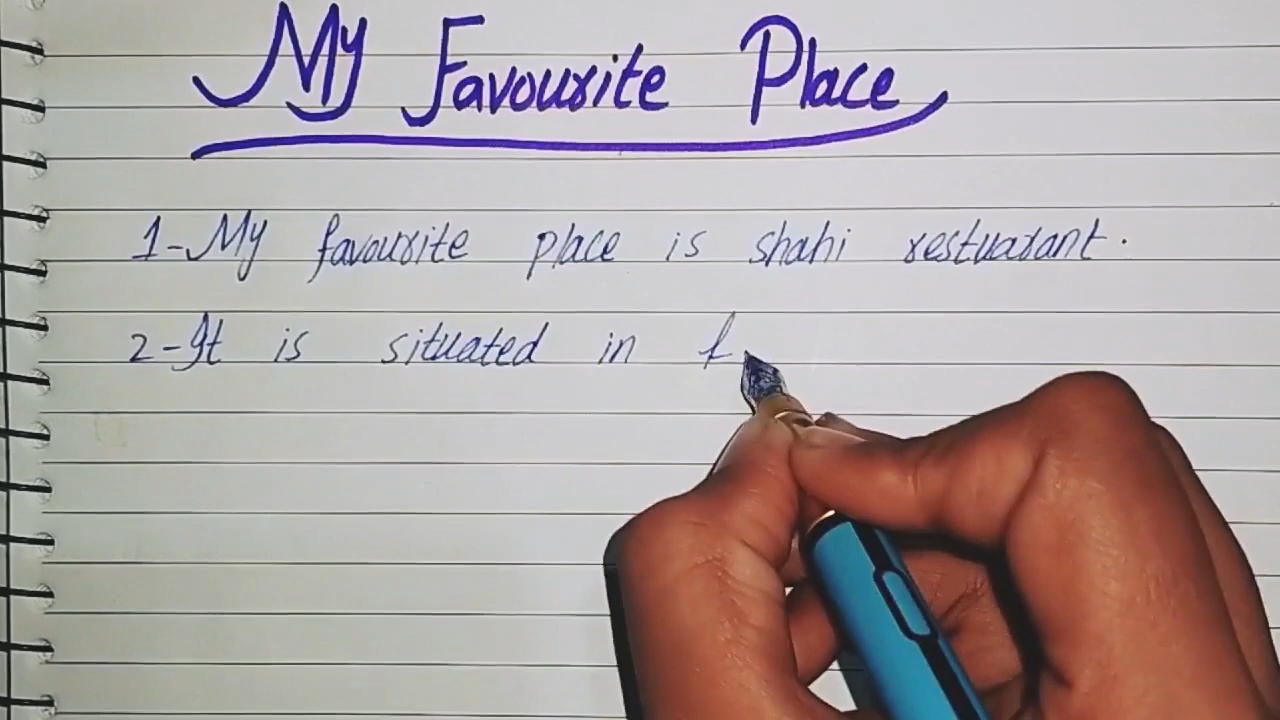 My Favourite Place
1-My favourite place is shahi restuarant.
2-It is situated in